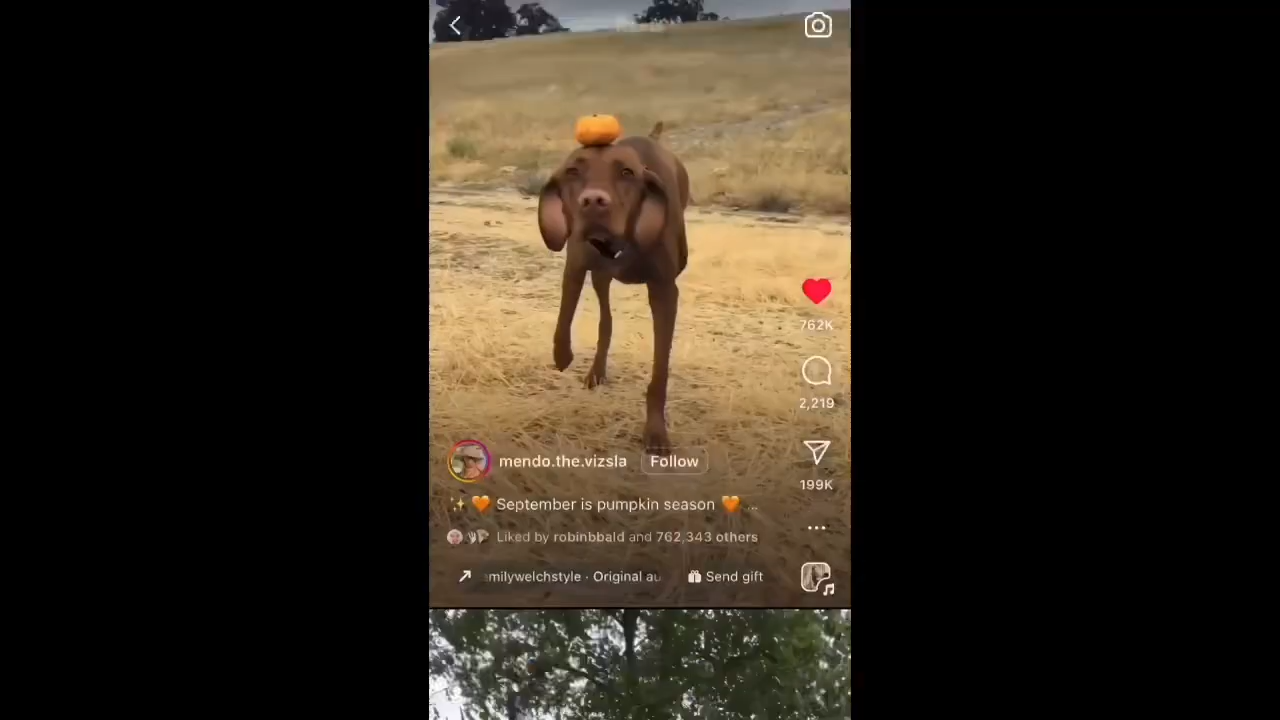 762K
2,219
mendo.the.vizsla Follow
199K
✨ 🧡 September is pumpkin season 🧡 ...
Liked by robinbbald and 762,343 others
milywelchstyle · Original au
Send gift